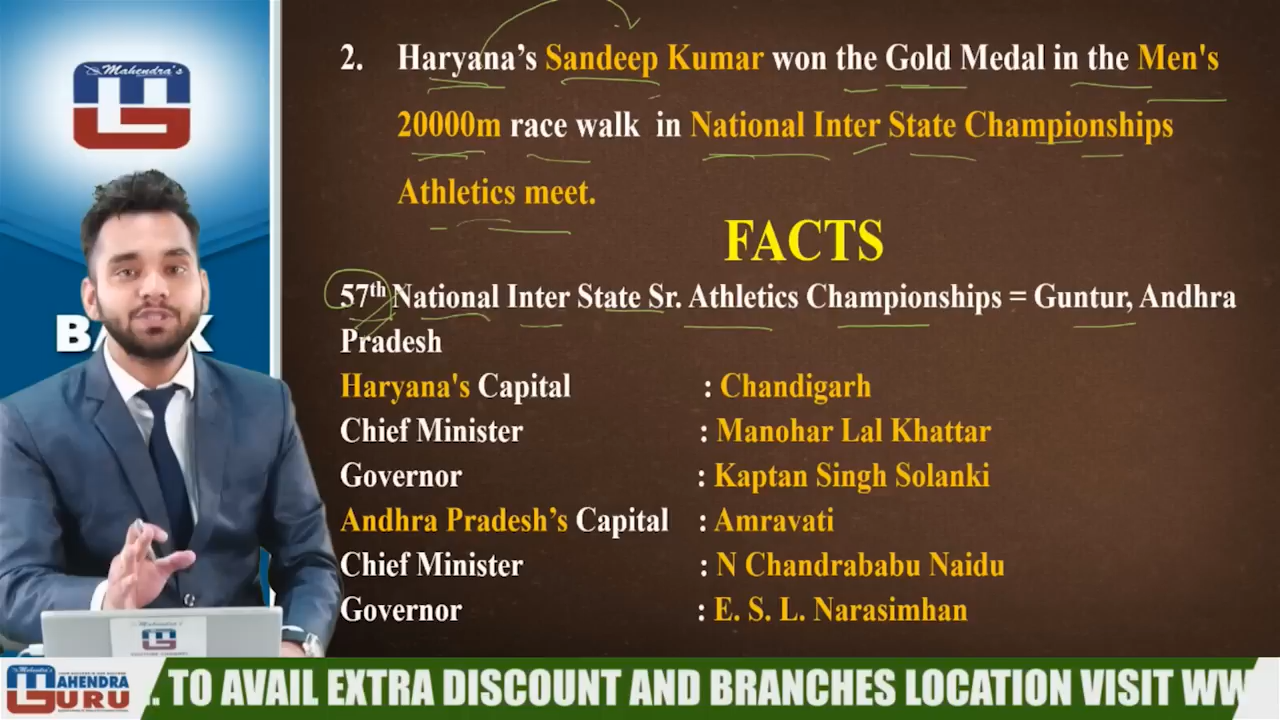 Mahendra's
2. Haryana's Sandeep Kumar won the Gold Medal in the Men's
20000m race walk in National Inter State Championships
Athletics meet.
FACTS
57th National Inter State Sr. Athletics Championships = Guntur, Andhra
Pradesh
Haryana's Capital : Chandigarh
Chief Minister : Manohar Lal Khattar
Governor : Kaptan Singh Solanki
Andhra Pradesh's Capital : Amravati
Chief Minister : N Chandrababu Naidu
Governor : E. S. L. Narasimhan
Mahendra's
Mahendra's
MAHENDRA
GURU
. TO AVAIL EXTRA DISCOUNT AND BRANCHES LOCATION VISIT WW